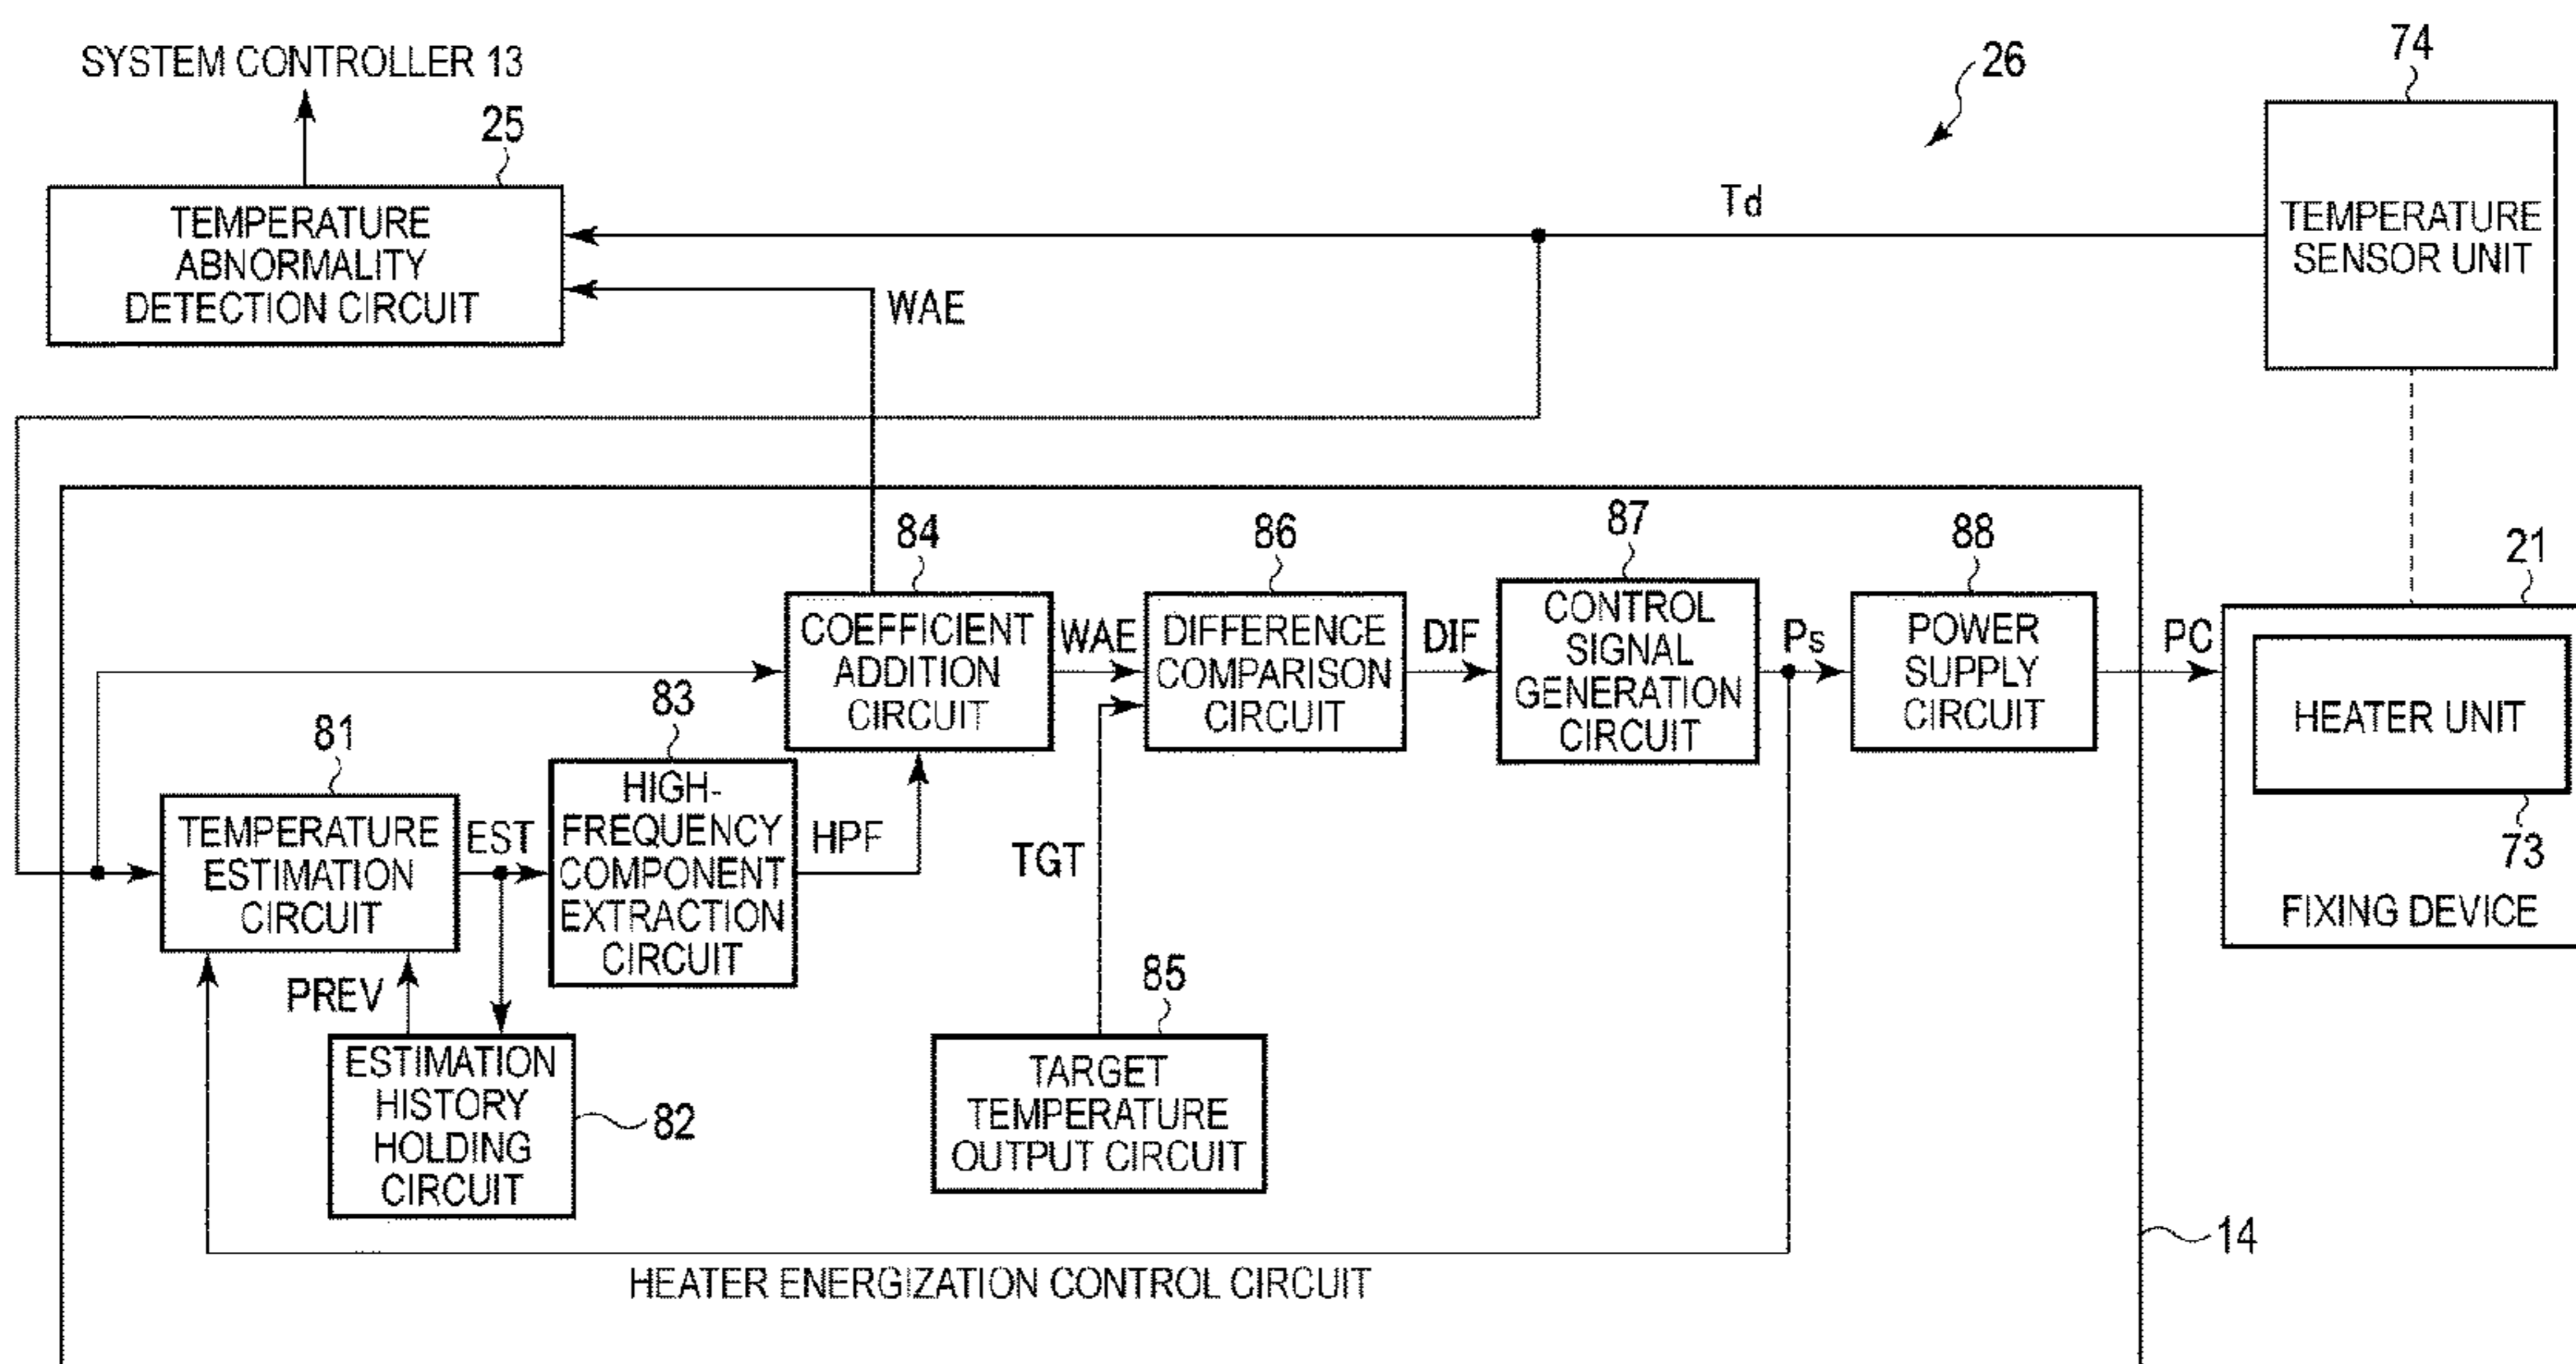 SYSTEM CONTROLLER 13
26
74
25
TEMPERATURE
ABNORMALITY
DETECTION CIRCUIT
Td
WAE
TEMPERATURE
SENSOR UNIT
84
COEFFICIENT
ADDITION
CIRCUIT
WAE
86
DIFFERENCE
COMPARISON
CIRCUIT
DIF
87
CONTROL
SIGNAL
GENERATION
CIRCUIT
Ps
88
POWER
SUPPLY
CIRCUIT
PC
21
HEATER UNIT
73
FIXING DEVICE
81
TEMPERATURE
ESTIMATION
CIRCUIT
EST
83
HIGH-
FREQUENCY
COMPONENT
EXTRACTION
CIRCUIT
HPF
TGT
PREV
ESTIMATION
HISTORY
HOLDING
CIRCUIT
82
85
TARGET
TEMPERATURE
OUTPUT CIRCUIT
14
HEATER ENERGIZATION CONTROL CIRCUIT